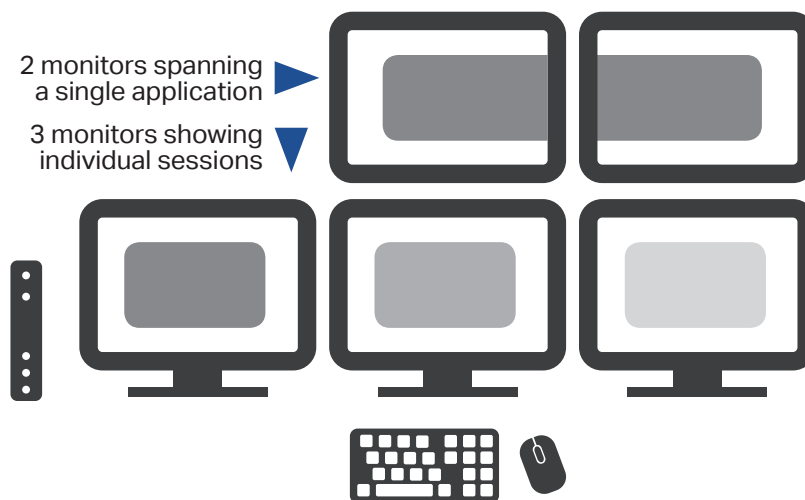 2 monitors spanning
a single application
3 monitors showing
individual sessions